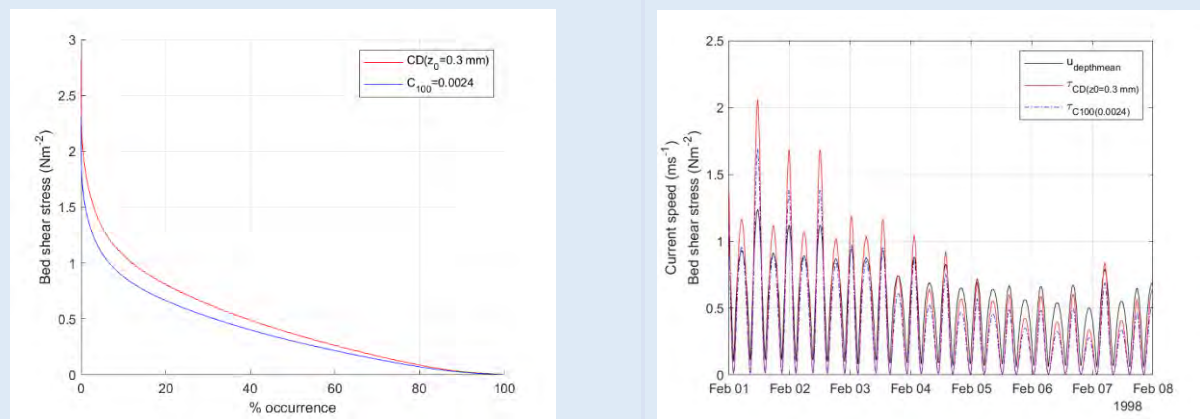 3
2.5
2
1.5
1
0.5
0
Bed shear stress (Nm-2)
CD(z0=0.3 mm)
C100=0.0024
0 20 40 60 80 100
% occurrence
2.5
2
1.5
1
0.5
0
Current speed (ms-1)
Bed shear stress (Nm-2)
udepthmean
τCD(z0=0.3 mm)
τC100(0.0024)
Feb 01 Feb 02 Feb 03 Feb 04 Feb 05 Feb 06 Feb 07 Feb 08
1998